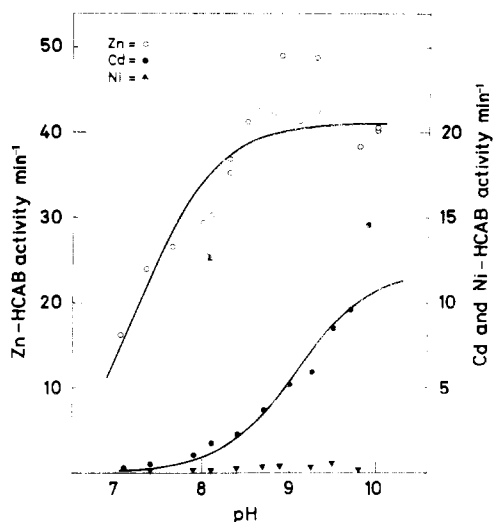 Zn =
Cd =
Ni =
50
40
30
20
10
Zn-HCAB activity min⁻¹
20
15
10
5
Cd and Ni-HCAB activity min⁻¹
7
8
9
10
pH